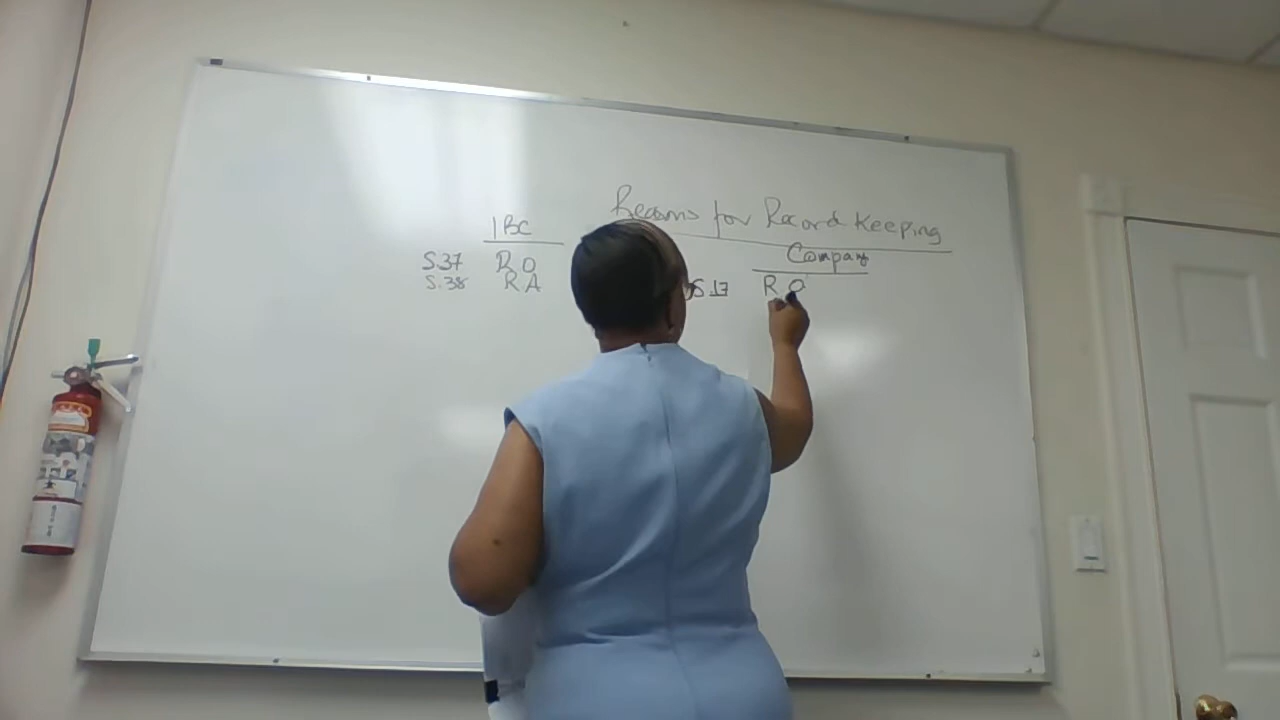 Reasons for Record Keeping
IBC
S.37 R O
S.38 R A
Company
R O